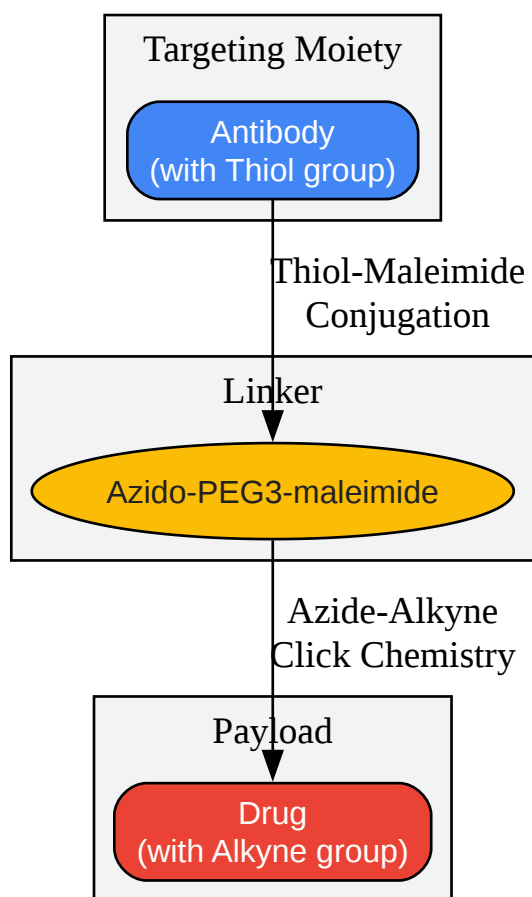 Targeting Moiety
Antibody
(with Thiol group)
Thiol-Maleimide
Conjugation
Linker
Azido-PEG3-maleimide
Azide-Alkyne
Click Chemistry
Payload
Drug
(with Alkyne group)